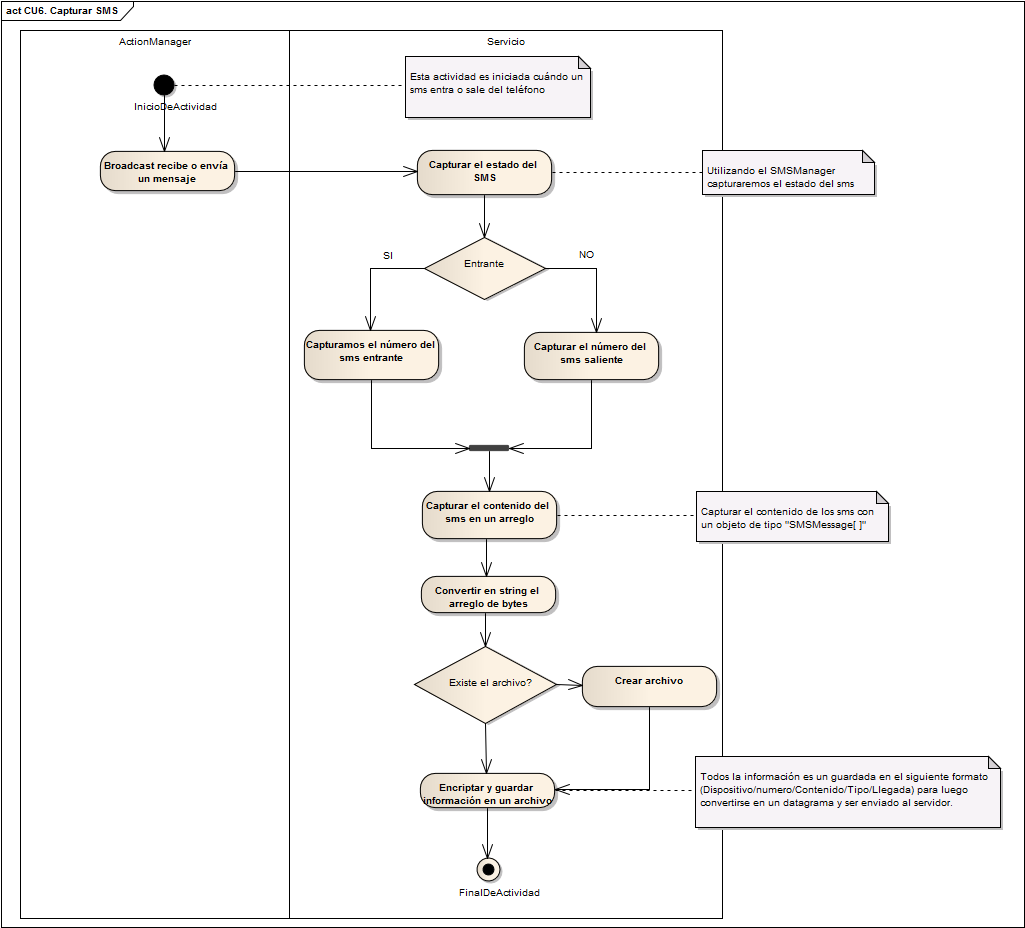 act CU6. Capturar SMS
ActionManager
Servicio
InicioDeActividad
Esta actividad es iniciada cuándo un
sms entra o sale del teléfono
Broadcast recibe o envía
un mensaje
Capturar el estado del
SMS
Utilizando el SMSManager
capturaremos el estado del sms
SI
Entrante
NO
Capturamos el número del
sms entrante
Capturar el número del
sms saliente
Capturar el contenido del
sms en un arreglo
Capturar el contenido de los sms con
un objeto de tipo "SMSMessage[ ]"
Convertir en string el
arreglo de bytes
Existe el archivo?
Crear archivo
Encriptar y guardar
información en un archivo
Todos la información es un guardada en el siguiente formato
(Dispositivo/numero/Contenido/Tipo/Llegada) para luego
convertirse en un datagrama y ser enviado al servidor.
FinalDeActividad